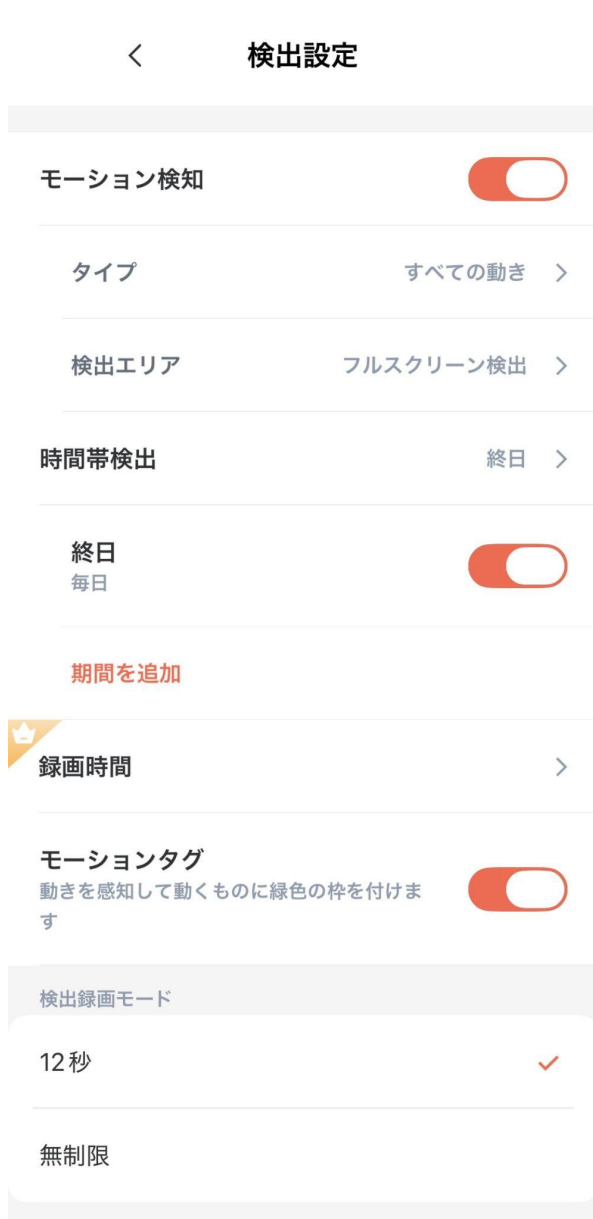 検出設定
モーション検知
タイプ すべての動き
検出エリア フルスクリーン検出
時間帯検出 終日
終日
毎日
期間を追加
録画時間
モーションタグ
動きを感知して動くものに緑色の枠を付けま
す
検出録画モード
12秒
無制限